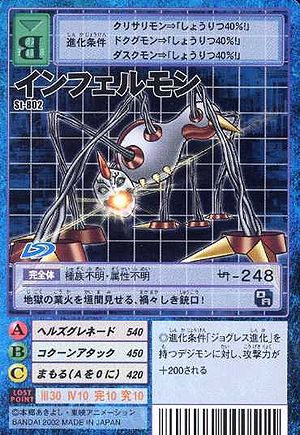 B
進化条件
クリサリモン⇒「しょうりつ40%!」
ドクグモン⇒「しょうりつ40%!」
ダスクモン⇒「しょうりつ40%!」
インフェルモン
St-802
完全体 種族不明・属性不明
-248
地獄の業火を垣間見せる、禍々しき銃口!
A ヘルズグレネード 540
B コクーンアタック 450
C まもる(Aを0に) 420
◎進化条件「ジョグレス進化」を
持つデジモンに対し、攻撃力が
+200される
LOST POINT III30 IV10 完10 究10
©本郷あきよし・東映アニメーション
BANDAI 2002 MADE IN JAPAN